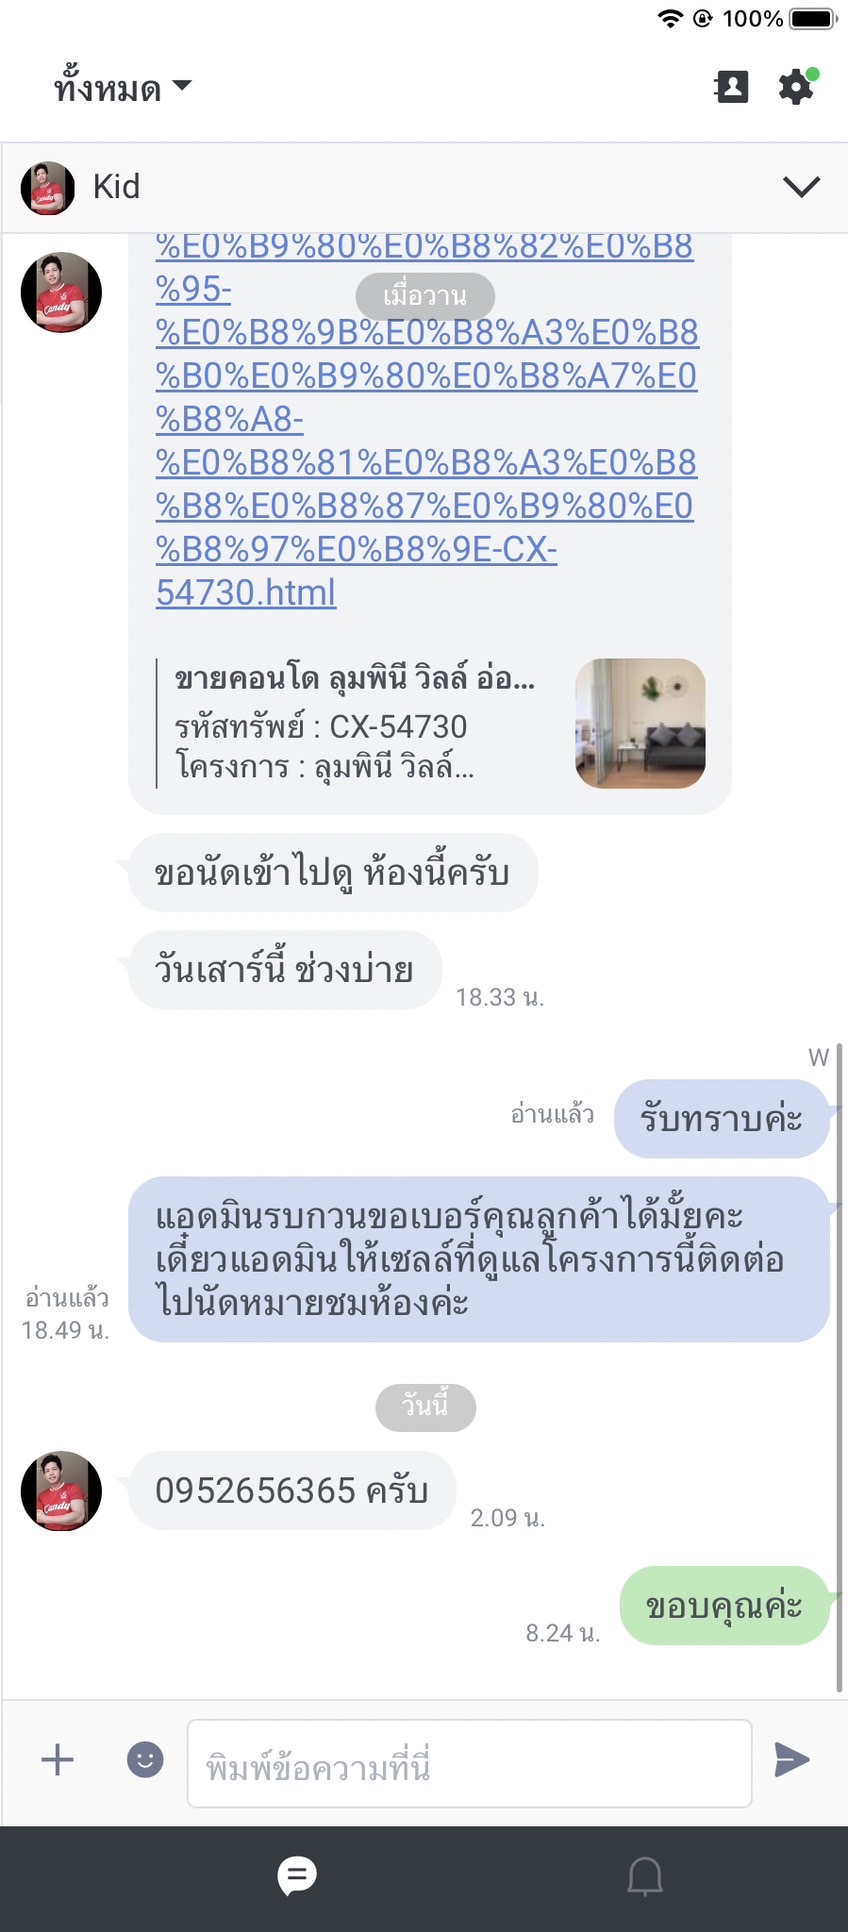 100%
ทั้งหมด
Kid
%E0%B9%80%E0%B8%82%E0%B8
%95-
เมื่อวาน
%E0%B8%9B%E0%B8%A3%E0%B8
%B0%E0%B9%80%E0%B8%A7%E0
%B8%A8-
%E0%B8%81%E0%B8%A3%E0%B8
%B8%E0%B8%87%E0%B9%80%E0
%B8%97%E0%B8%9E-CX-
54730.html
ขายคอนโด ลุมพินี วิลล์ อ่อ...
รหัสทรัพย์ : CX-54730
โครงการ : ลุมพินี วิลล์...
ขอนัดเข้าไปดู ห้องนี้ครับ
วันเสาร์นี้ ช่วงบ่าย
18.33 น.
W
อ่านแล้ว
รับทราบค่ะ
แอดมินรบกวนขอเบอร์คุณลูกค้าได้มั้ยคะ
เดี๋ยวแอดมินให้เซลล์ที่ดูแลโครงการนี้ติดต่อ
ไปนัดหมายชมห้องค่ะ
อ่านแล้ว
18.49 น.
วันนี้
0952656365 ครับ
2.09 น.
ขอบคุณค่ะ
8.24 น.
พิมพ์ข้อความที่นี่